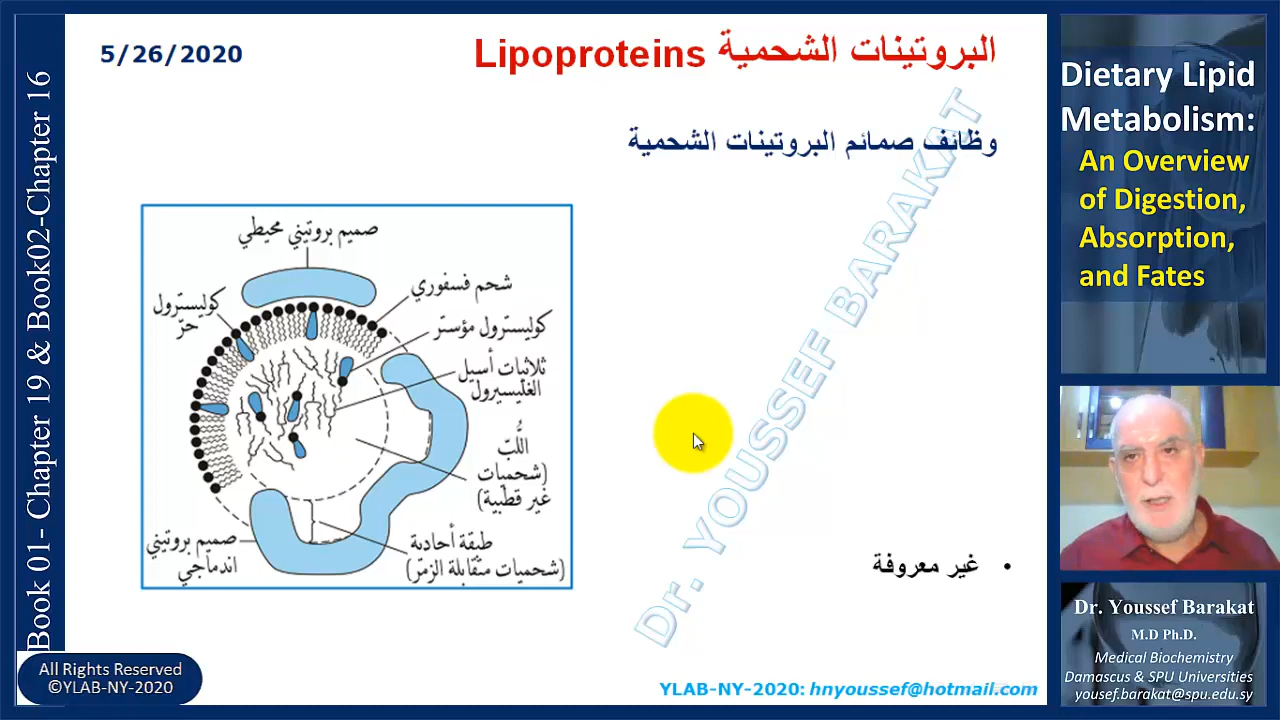 5/26/2020
البروتينات الشحمية Lipoproteins
وظائف صمائم البروتينات الشحمية
صميم بروتيني محيطي
شحم فسفوري
كوليسترول
حرّ
كوليسترول مؤستر
ثلاثيات أسيل
الغليسيرول
اللُّبّ
(شحميات
غير قطبية)
صميم بروتيني
اندماجي
طبقة أحادية
(شحميات متقابلة الزمر)
• غير معروفة
Dr. YOUSSEF BARAKAT
YLAB-NY-2020: hnyoussef@hotmail.com
Book 01- Chapter 19 & Book02-Chapter 16
All Rights Reserved
©YLAB-NY-2020
Dietary Lipid
Metabolism:
An Overview
of Digestion,
Absorption,
and Fates
Dr. Youssef Barakat
M.D Ph.D.
Medical Biochemistry
Damascus & SPU Universities
yousef.barakat@spu.edu.sy